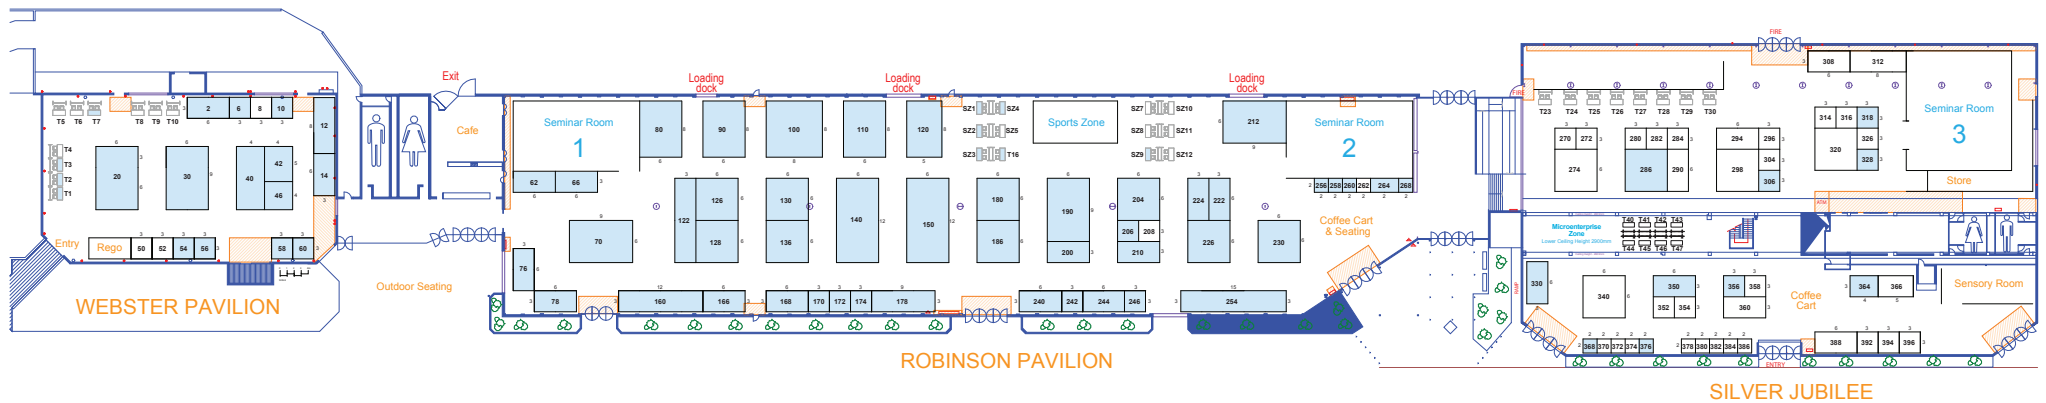 WEBSTER PAVILION
T5 T6 T7 T8 T9 T10
2 6 8 10
12
14
T4
T3
T2
T1
20 30 40 42
46
Entry
Rego 50 52 54 56 58 60
Exit
Cafe
Outdoor Seating
ROBINSON PAVILION
Loading
dock
Loading
dock
Loading
dock
Seminar Room
1
80 90 100 110 120
SZ1 SZ4
SZ2 SZ5
SZ3 T16
Sports Zone
SZ7 SZ10
SZ8 SZ11
SZ9 SZ12
212
Seminar Room
2
62 66
256 258 260 262 264 268
70
122 126
128
130
136
140
150
180
186
190
200
204
206 208
210
224 222
226
230
Coffee Cart
& Seating
76
78 160 166 168 170 172 174 178 240 242 244 246 254
SILVER JUBILEE
FIRE
FIRE
308 312
T23 T24 T25 T27 T28 T29 T30
Seminar Room
3
314 316 318
320 326
328
270 272
274
280 282 284
286 290
294 296
298 304
306
Store
ATM
Microenterprise
Zone
Lower Ceiling Height 2900mm
T40 T41 T42 T43
T44 T45 T46 T47
RAMP
330
340
350
352 354
356 358
360
Coffee
Cart
364 366
Sensory Room
368 370 372 374 376
378 380 382 384 386
388 392 394 396
ENTRY